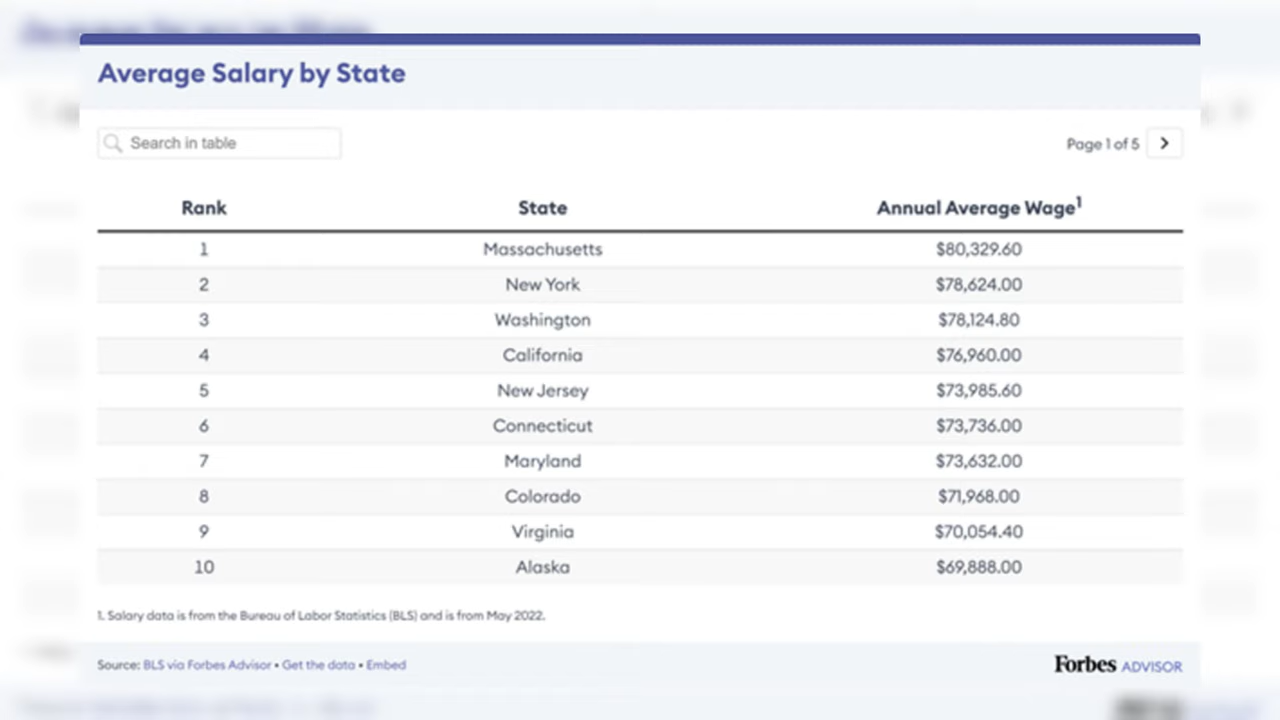 Average Salary by State
Search in table
Page 1 of 5
Rank State Annual Average Wage1
1 Massachusetts $80,329.60
2 New York $78,624.00
3 Washington $78,124.80
4 California $76,960.00
5 New Jersey $73,985.60
6 Connecticut $73,736.00
7 Maryland $73,632.00
8 Colorado $71,968.00
9 Virginia $70,054.40
10 Alaska $69,888.00
1. Salary data is from the Bureau of Labor Statistics (BLS) and is from May 2022.
Source: BLS via Forbes Advisor • Get the data • Embed
Forbes ADVISOR